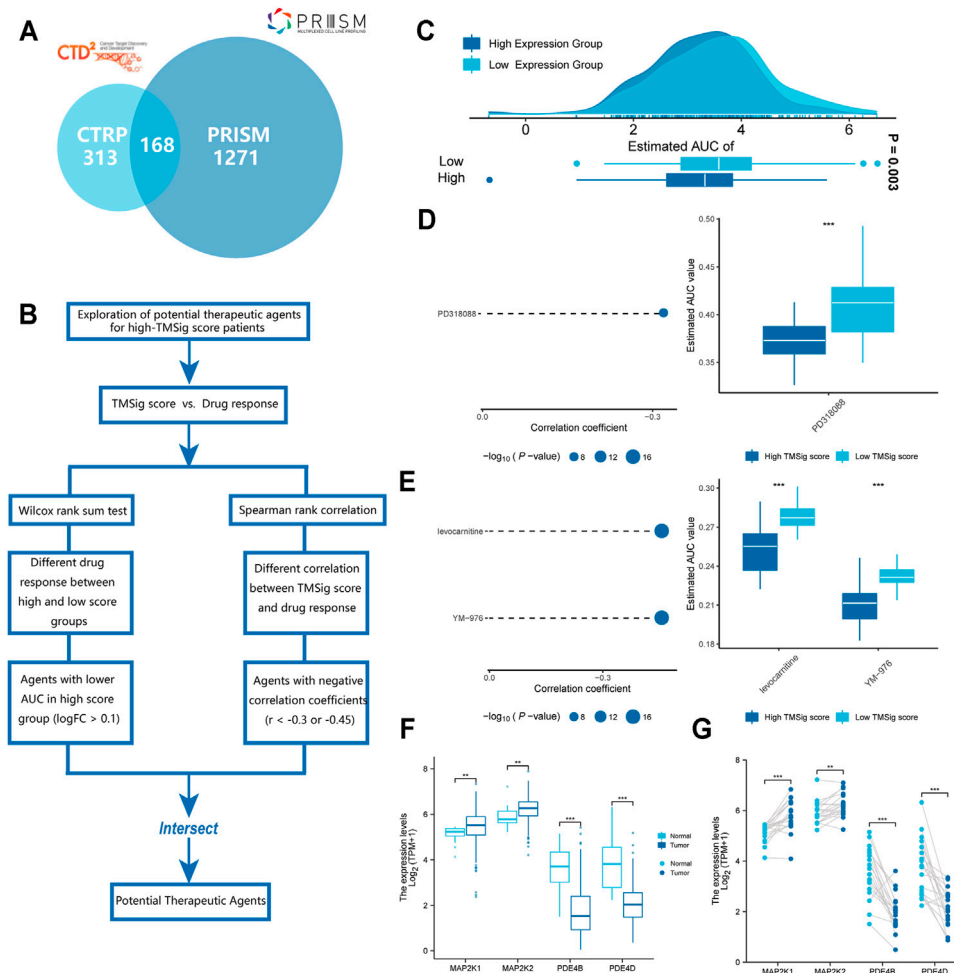 A
PRISM
MULTIPLEXED CELL LINE PROFILING
CTD²
Cancer Target Discovery
and Development
CTRP
313
168
PRISM
1271
B
Exploration of potential therapeutic agents
for high-TMSig score patients
TMSig score vs. Drug response
Wilcox rank sum test
Spearman rank correlation
Different drug
response between
high and low score
groups
Different correlation
between TMSig score
and drug response
Agents with lower
AUC in high score
group (logFC > 0.1)
Agents with negative
correlation coefficients
(r < -0.3 or -0.45)
Intersect
Potential Therapeutic Agents
C
High Expression Group
Low Expression Group
0
2
4
6
Estimated AUC of
Low
High
P = 0.003
D
PD318088
0.0
−0.3
Correlation coefficient
−log10 ( P −value)
8
12
16
Estimated AUC value
0.50
0.45
0.40
0.35
***
PD318088
High TMSig score
Low TMSig score
E
levocarnitine
YM−976
0.0
−0.3
Correlation coefficient
−log10 ( P −value)
8
12
16
Estimated AUC value
0.30
0.27
0.24
0.21
0.18
***
***
levocarnitine
YM−976
High TMSig score
Low TMSig score
F
The expression levels
Log2 (TPM+1)
8
6
4
2
0
**
**
***
***
Normal
Tumor
Normal
Tumor
MAP2K1
MAP2K2
PDE4B
PDE4D
G
The expression levels
Log2 (TPM+1)
8
6
4
2
0
***
**
***
***
MAP2K1
MAP2K2
PDE4B
PDE4D